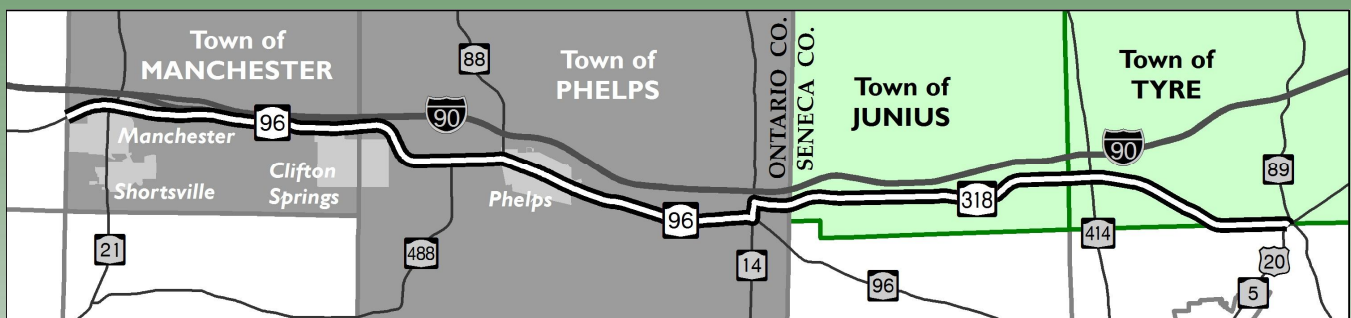 Town of
MANCHESTER
88
Town of
PHELPS
ONTARIO CO.
SENECA CO.
Town of
JUNIUS
Town of
TYRE
96
90
Manchester
Clifton
Springs
Shortsville
Phelps
90
89
318
96
21
488
14
96
414
20
5